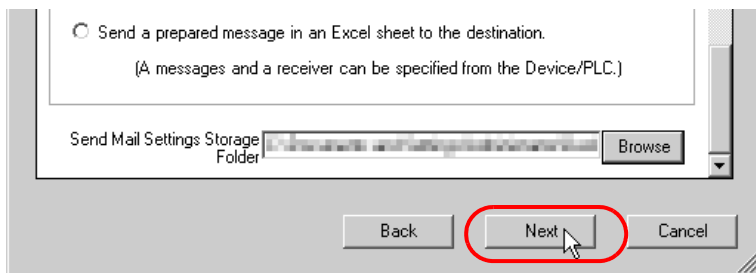 Send a prepared message in an Excel sheet to the destination.
(A messages and a receiver can be specified from the Device/PLC.)
Send Mail Settings Storage
Folder
Browse
Back
Next
Cancel